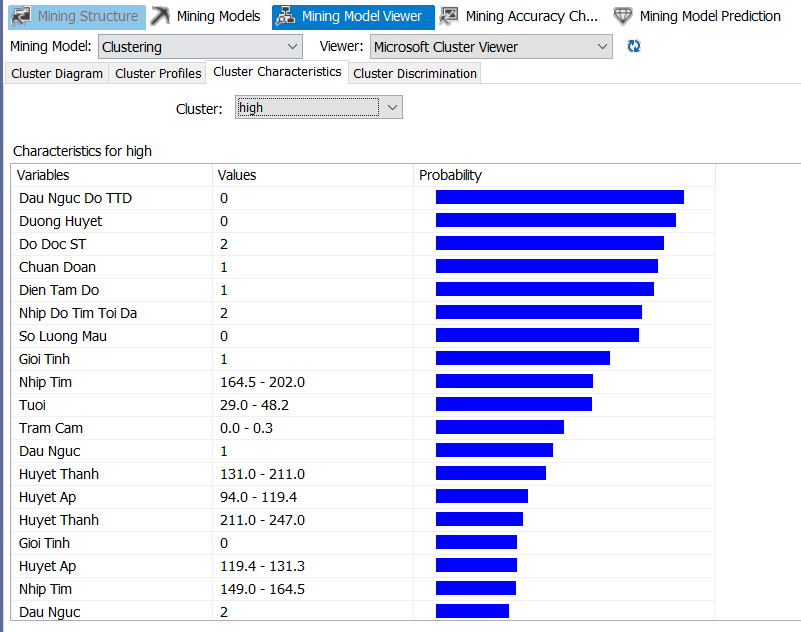 Mining Structure Mining Models Mining Model Viewer Mining Accuracy Ch... Mining Model Prediction
Mining Model: Clustering Viewer: Microsoft Cluster Viewer
Cluster Diagram Cluster Profiles Cluster Characteristics Cluster Discrimination
Cluster: high
Characteristics for high
Variables Values Probability
Dau Nguc Do TTD 0
Duong Huyet 0
Do Doc ST 2
Chuan Doan 1
Dien Tam Do 1
Nhip Do Tim Toi Da 2
So Luong Mau 0
Gioi Tinh 1
Nhip Tim 164.5 - 202.0
Tuoi 29.0 - 48.2
Tram Cam 0.0 - 0.3
Dau Nguc 1
Huyet Thanh 131.0 - 211.0
Huyet Ap 94.0 - 119.4
Huyet Thanh 211.0 - 247.0
Gioi Tinh 0
Huyet Ap 119.4 - 131.3
Nhip Tim 149.0 - 164.5
Dau Nguc 2